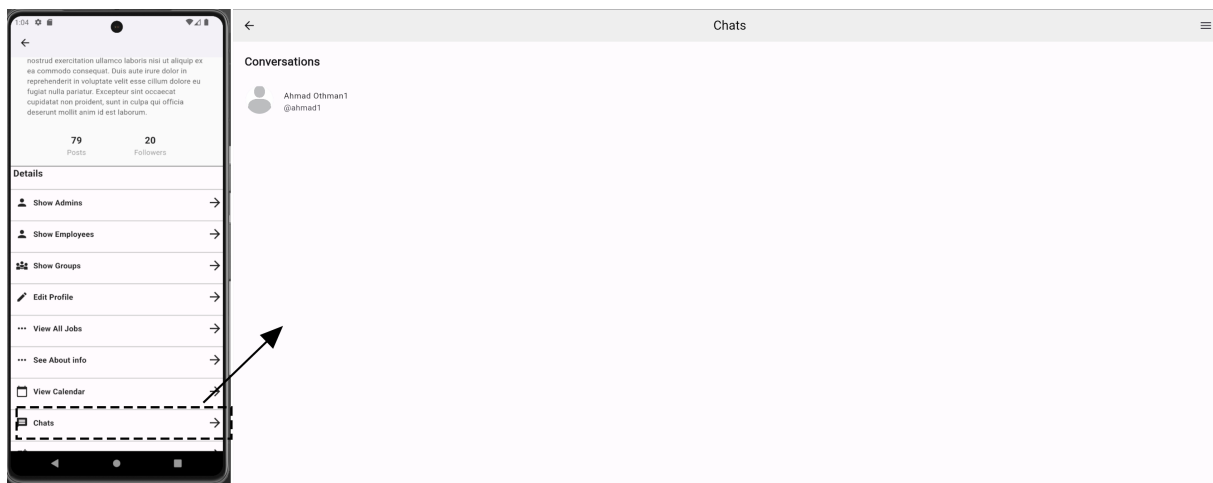 1:04
nostrud exercitation ullamco laboris nisi ut aliquip ex
ea commodo consequat. Duis aute irure dolor in
reprehenderit in voluptate velit esse cillum dolore eu
fugiat nulla pariatur. Excepteur sint occaecat
cupidatat non proident, sunt in culpa qui officia
deserunt mollit anim id est laborum.
79 20
Posts Followers
Details
Show Admins
Show Employees
Show Groups
Edit Profile
View All Jobs
See About info
View Calendar
Chats
Chats
Conversations
Ahmad Othman1
@ahmad1